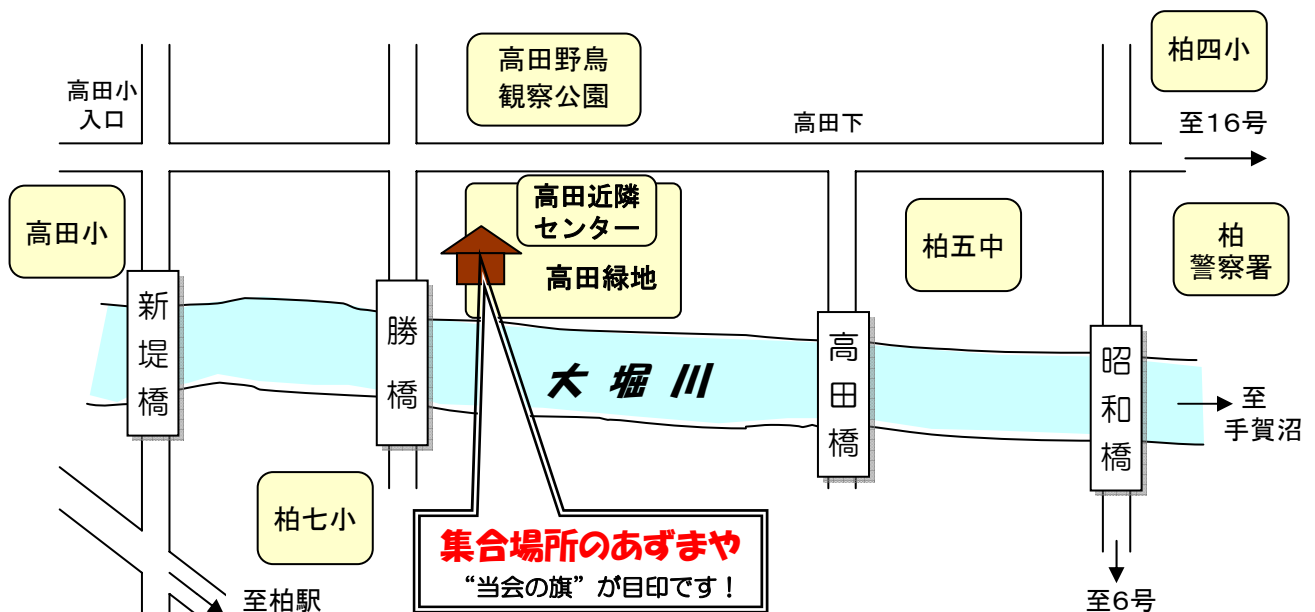 高田小
入口
高田野鳥
観察公園
高田下
柏四小
至16号
高田小
高田近隣
センター
高田緑地
柏五中
柏
警察署
新堤橋
勝橋
大堀川
高田橋
昭和橋
至
手賀沼
柏七小
集合場所のあずまや
“当会の旗”が目印です！
至柏駅
至6号